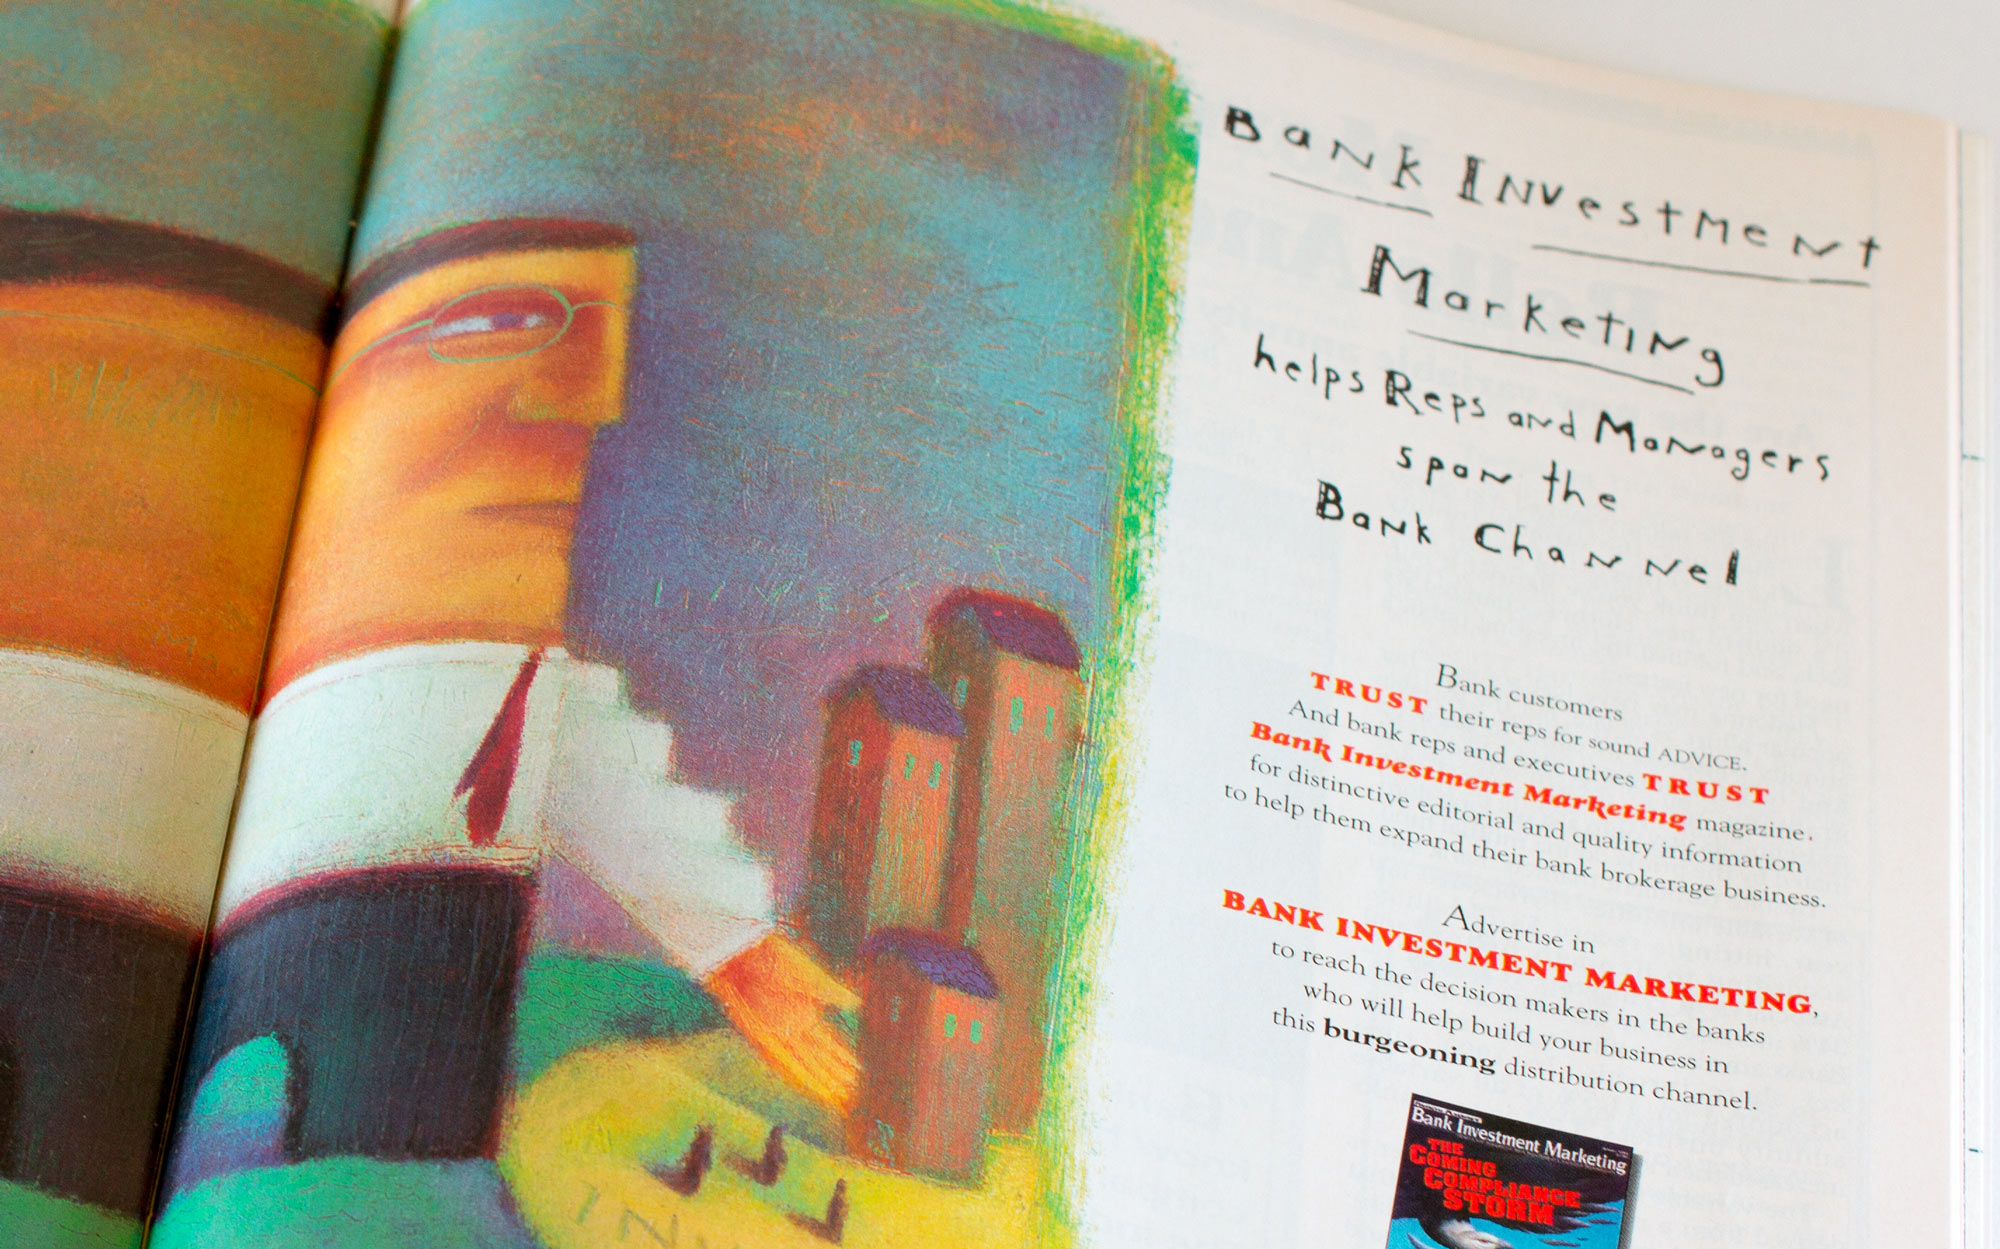 Bank Investment
Marketing
helps Reps and Managers
span the
Bank Channel
Bank customers
TRUST their reps for sound ADVICE.
And bank reps and executives TRUST
Bank Investment Marketing magazine.
for distinctive editorial and quality information
to help them expand their bank brokerage business.
Advertise in
BANK INVESTMENT MARKETING,
to reach the decision makers in the banks
who will help build your business in
this burgeoning distribution channel.
Bank Investment Marketing
THE
COMING
COMPLIANCE
STORM
INVEST
IN